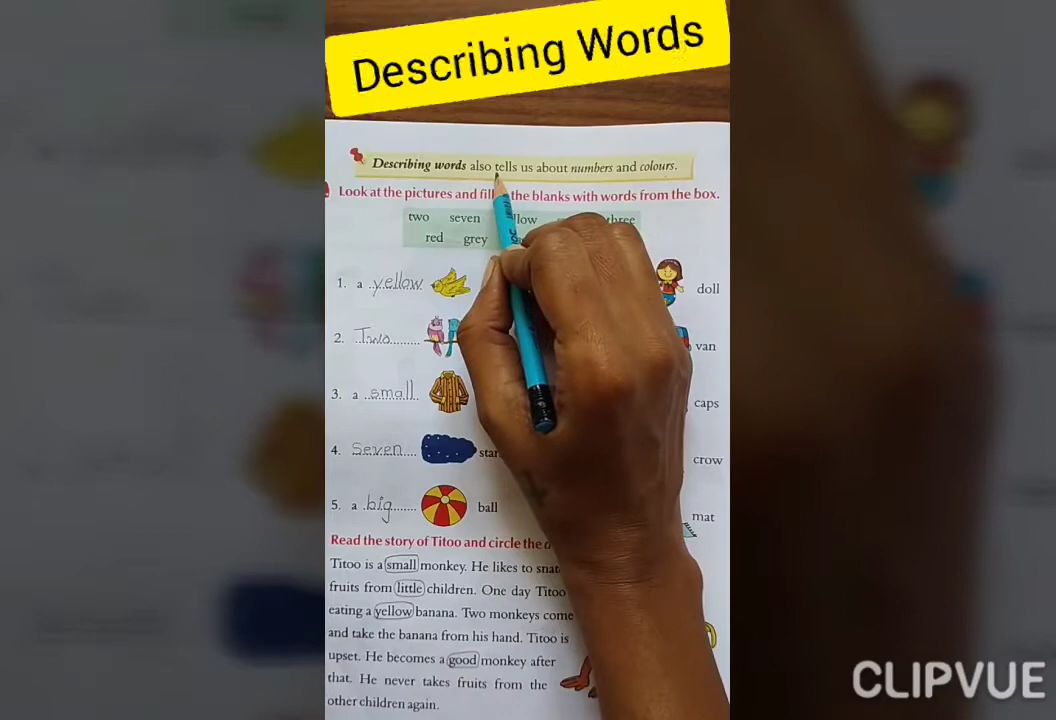 Describing Words
Describing words also tells us about numbers and colours.
Look at the pictures and fill the blanks with words from the box.
two seven three
red grey
1. a yellow doll
2. Two van
3. a small caps
4. Seven crow
5. a big ball mat
Read the story of Titoo and circle the
Titoo is a small monkey. He likes to
fruits from little children. One day Titoo
eating a yellow banana. Two monkeys come
and take the banana from his hand. Titoo is
upset. He becomes a good monkey after
that. He never takes fruits from the
other children again.
CLIPVUE